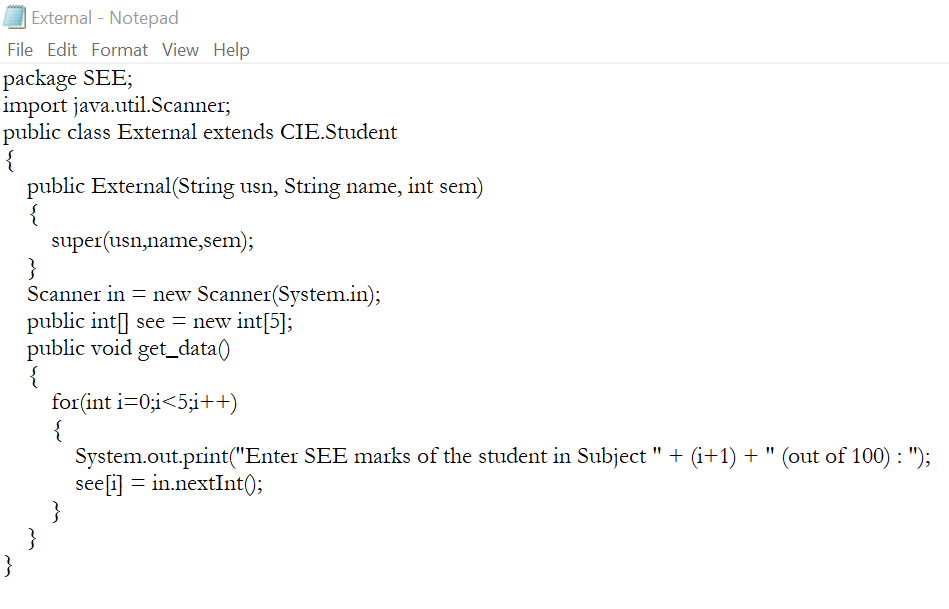 External - Notepad
File Edit Format View Help
package SEE;
import java.util.Scanner;
public class External extends CIE.Student
{
    public External(String usn, String name, int sem)
    {
        super(usn,name,sem);
    }
    Scanner in = new Scanner(System.in);
    public int[] see = new int[5];
    public void get_data()
    {
        for(int i=0;i<5;i++)
        {
            System.out.print("Enter SEE marks of the student in Subject " + (i+1) + " (out of 100) : ");
            see[i] = in.nextInt();
        }
    }
}